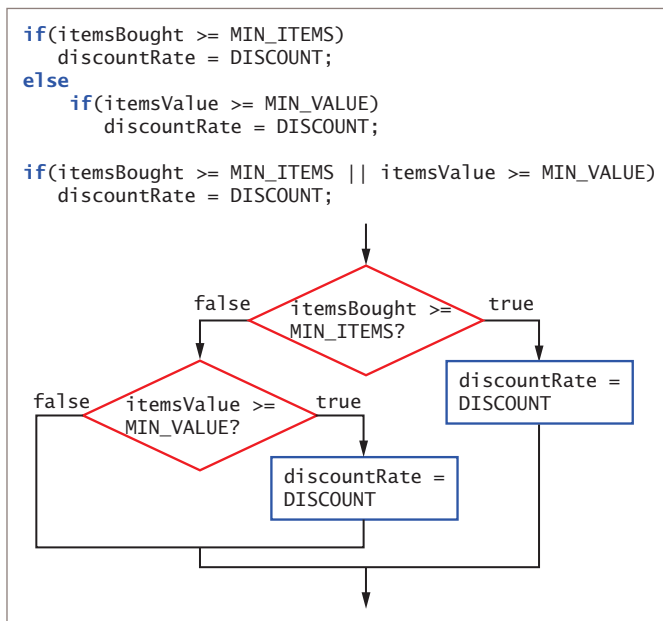 if(itemsBought >= MIN_ITEMS)
discountRate = DISCOUNT;
else
if(itemsValue >= MIN_VALUE)
discountRate = DISCOUNT;
if(itemsBought >= MIN_ITEMS || itemsValue >= MIN_VALUE)
discountRate = DISCOUNT;
false
itemsBought >=
MIN_ITEMS?
true
false
itemsValue >=
MIN_VALUE?
true
discountRate =
DISCOUNT
discountRate =
DISCOUNT